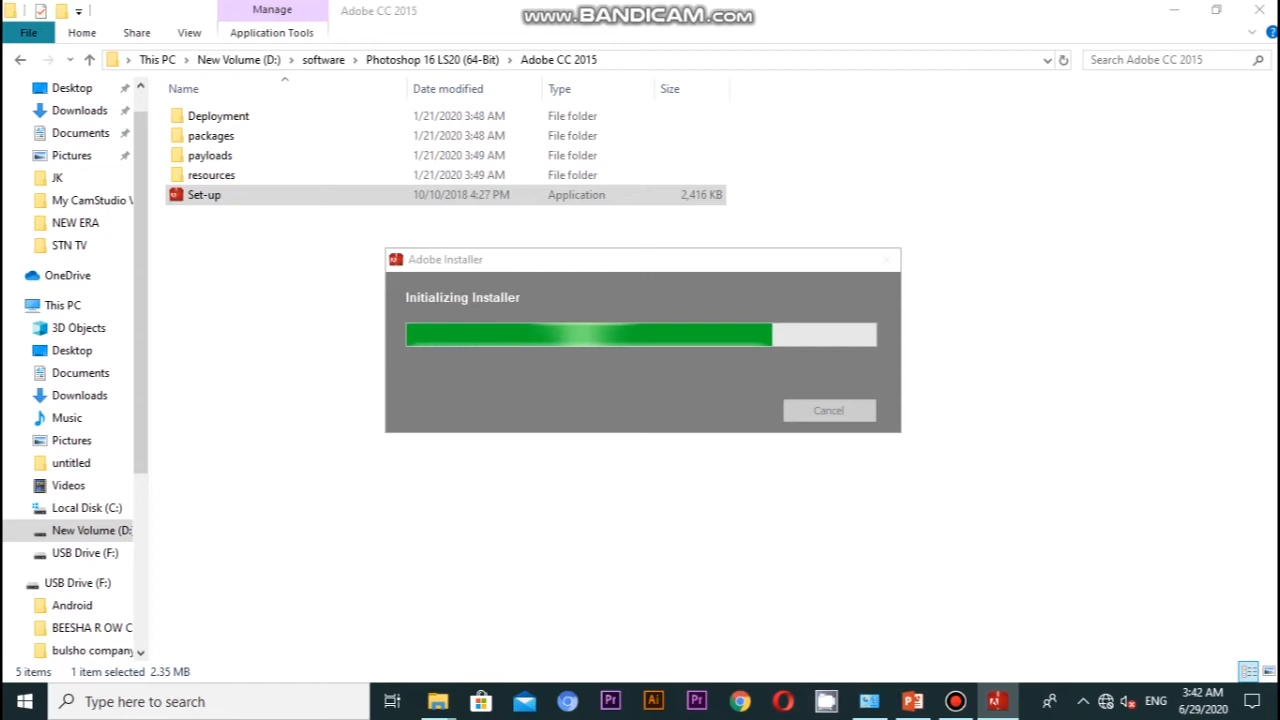 Manage
Adobe CC 2015
www.BANDICAM.com
File
Home
Share
View
Application Tools
This PC
New Volume (D:)
software
Photoshop 16 LS20 (64-Bit)
Adobe CC 2015
Search Adobe CC 2015
Name
Date modified
Type
Size
Deployment
1/21/2020 3:48 AM
File folder
packages
1/21/2020 3:48 AM
File folder
payloads
1/21/2020 3:49 AM
File folder
resources
1/21/2020 3:49 AM
File folder
Set-up
10/10/2018 4:27 PM
Application
2,416 KB
Desktop
Downloads
Documents
Pictures
JK
My CamStudio V
NEW ERA
STN TV
OneDrive
This PC
3D Objects
Desktop
Documents
Downloads
Music
Pictures
untitled
Videos
Local Disk (C:)
New Volume (D:
USB Drive (F:)
USB Drive (F:)
Android
BEESHA R OW C
bulsho company
Adobe Installer
Initializing Installer
Cancel
5 items
1 item selected 2.35 MB
Type here to search
Pr
Ai
Pr
ENG
3:42 AM
6/29/2020